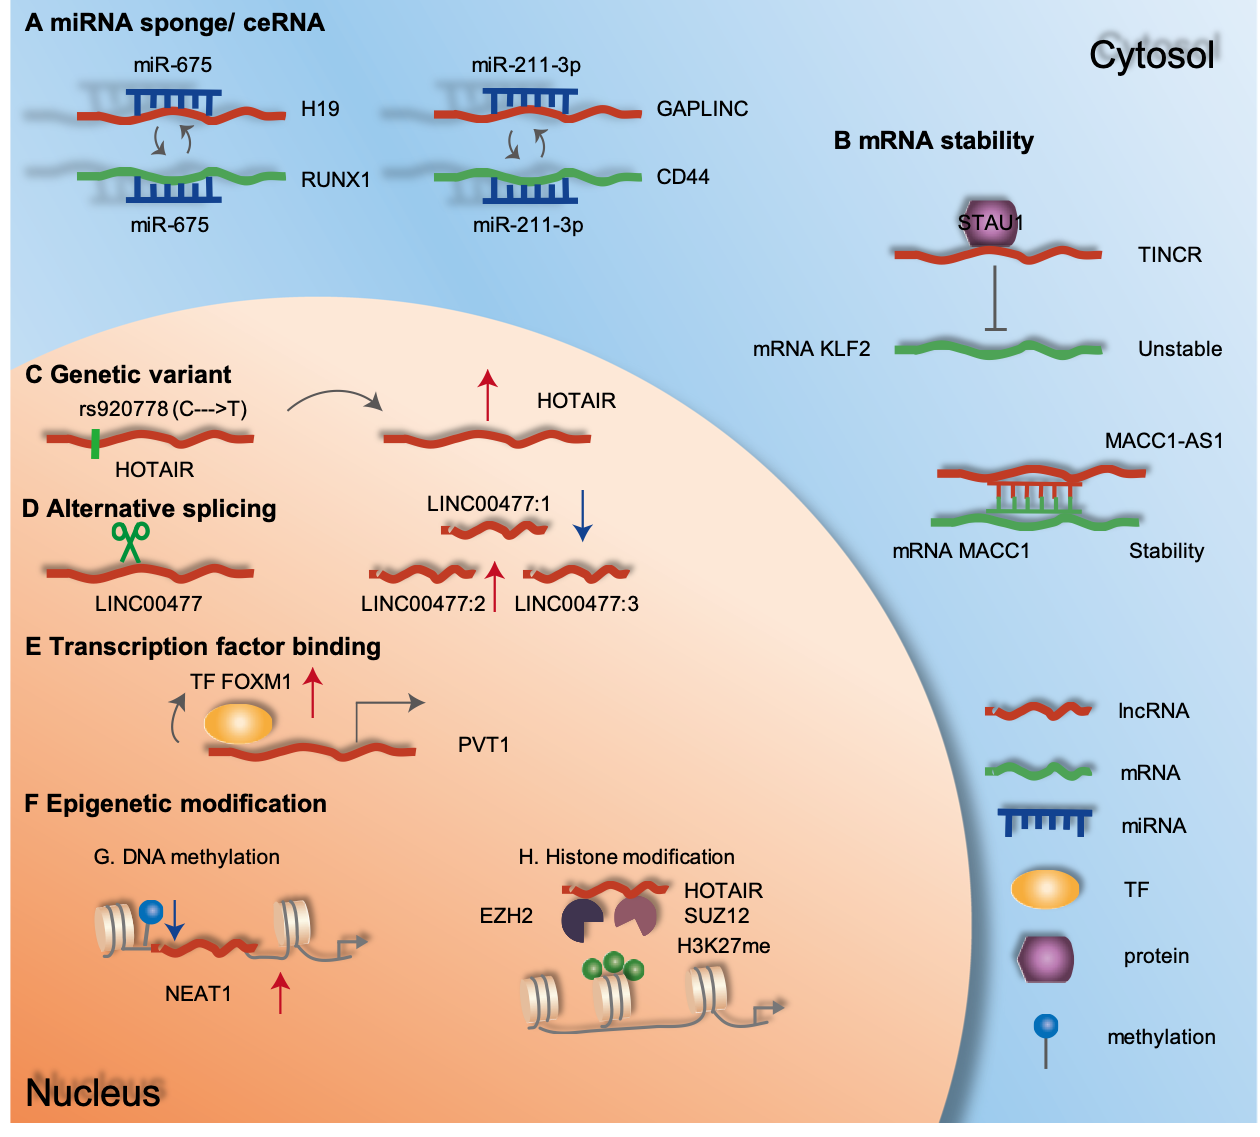 A miRNA sponge/ ceRNA
Cytosol
miR-675
miR-211-3p
H19
GAPLINC
RUNX1
CD44
miR-675
miR-211-3p
B mRNA stability
STAU1
TINCR
mRNA KLF2
Unstable
MACC1-AS1
mRNA MACC1
Stability
C Genetic variant
rs920778 (C--->T)
HOTAIR
HOTAIR
D Alternative splicing
LINC00477:1
LINC00477
LINC00477:2
LINC00477:3
E Transcription factor binding
TF FOXM1
PVT1
F Epigenetic modification
G. DNA methylation
NEAT1
H. Histone modification
HOTAIR
EZH2
SUZ12
H3K27me
lncRNA
mRNA
miRNA
TF
protein
methylation
Nucleus